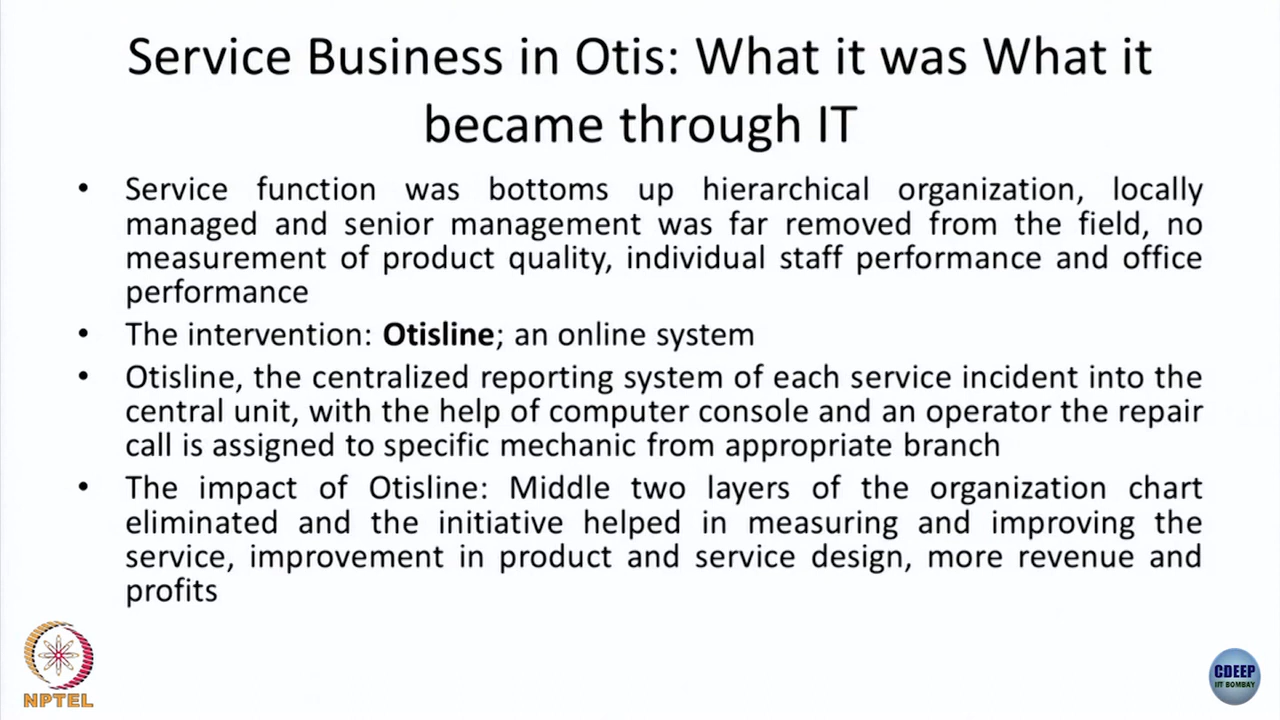 Service Business in Otis: What it was What it
became through IT
• Service function was bottoms up hierarchical organization, locally
managed and senior management was far removed from the field, no
measurement of product quality, individual staff performance and office
performance
• The intervention: Otisline; an online system
• Otisline, the centralized reporting system of each service incident into the
central unit, with the help of computer console and an operator the repair
call is assigned to specific mechanic from appropriate branch
• The impact of Otisline: Middle two layers of the organization chart
eliminated and the initiative helped in measuring and improving the
service, improvement in product and service design, more revenue and
profits
NPTEL
CDEEP
IIT BOMBAY